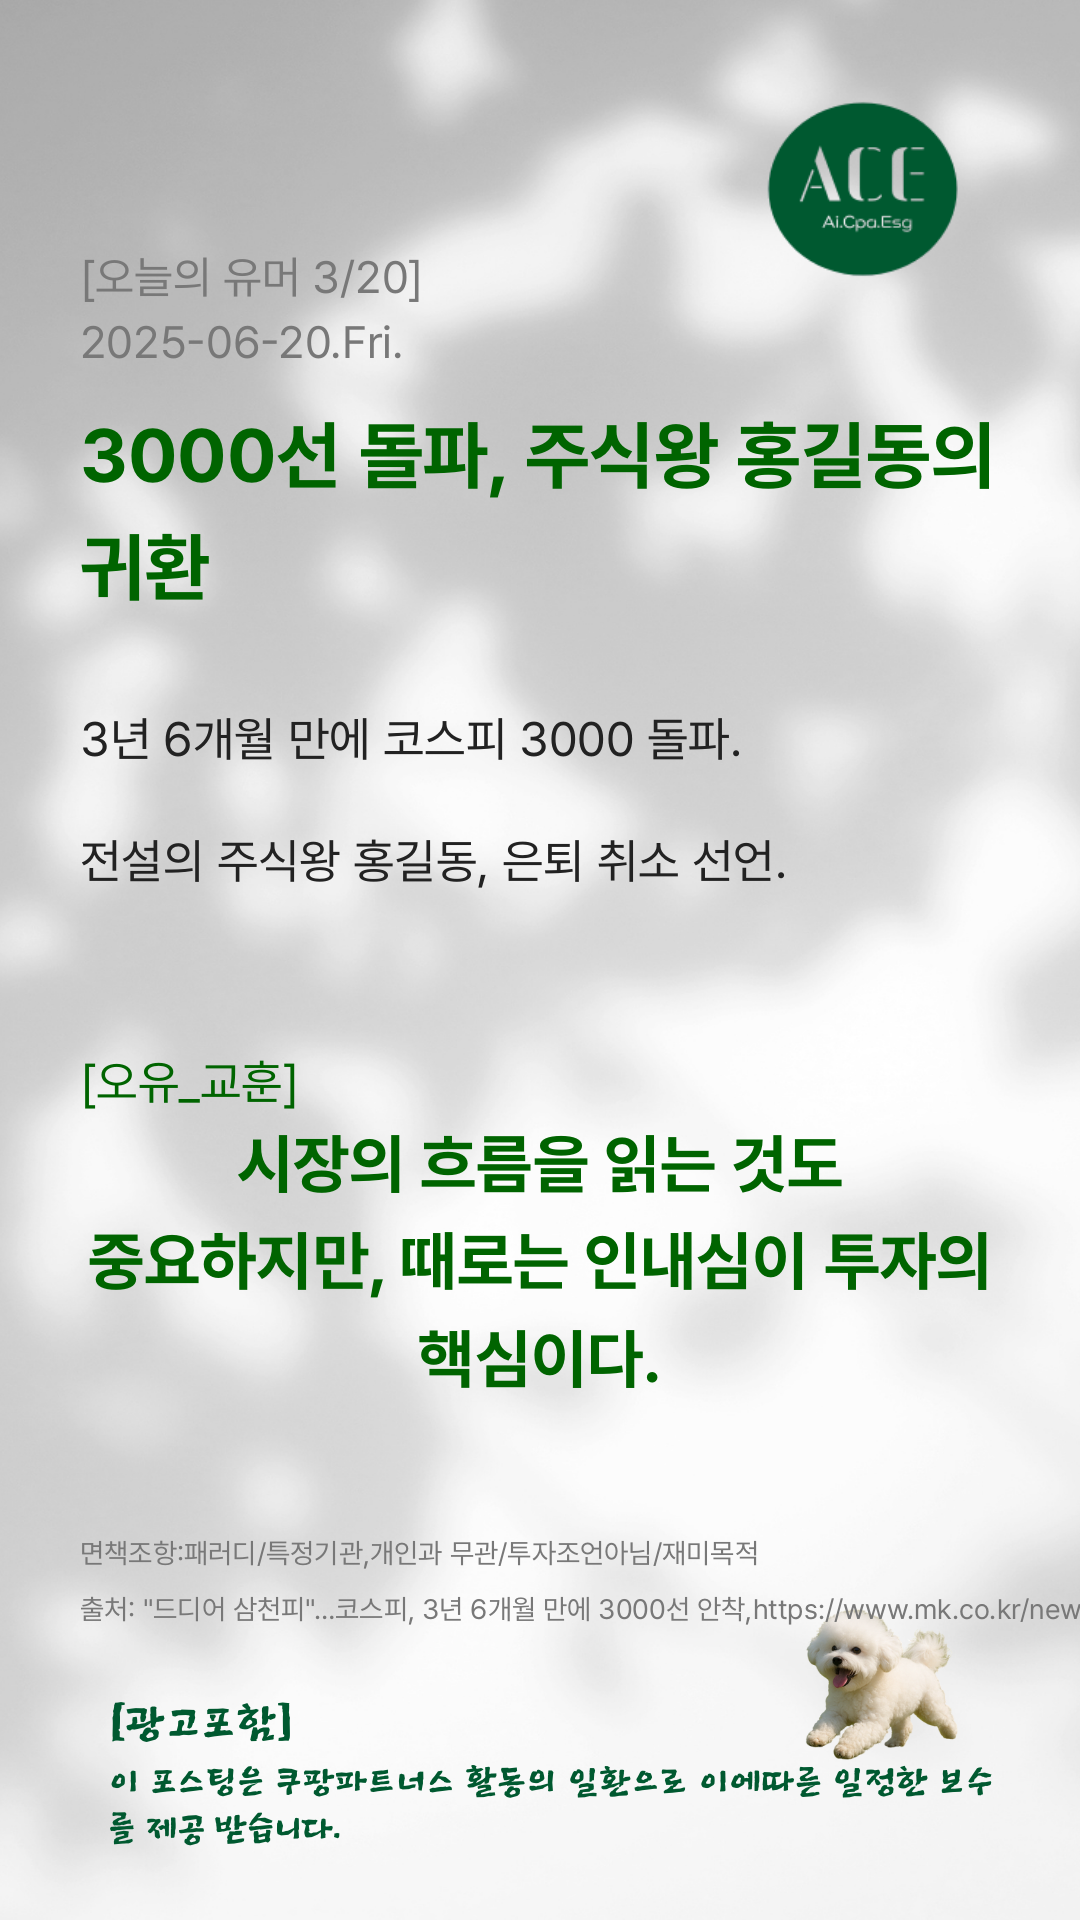 ACE
Ai.Cpa.Esg
[오늘의 유머 3/20]
2025-06-20.Fri.
3000선 돌파, 주식왕 홍길동의
귀환
3년 6개월 만에 코스피 3000 돌파.
전설의 주식왕 홍길동, 은퇴 취소 선언.
[오유_교훈]
시장의 흐름을 읽는 것도
중요하지만, 때로는 인내심이 투자의
핵심이다.
면책조항:패러디/특정기관,개인과 무관/투자조언아님/재미목적
출처: "드디어 삼천피"...코스피, 3년 6개월 만에 3000선 안착,https://www.mk.co.kr/new
[광고포함]
이 포스팅은 쿠팡파트너스 활동의 일환으로 이에따른 일정한 보수
를 제공 받습니다.